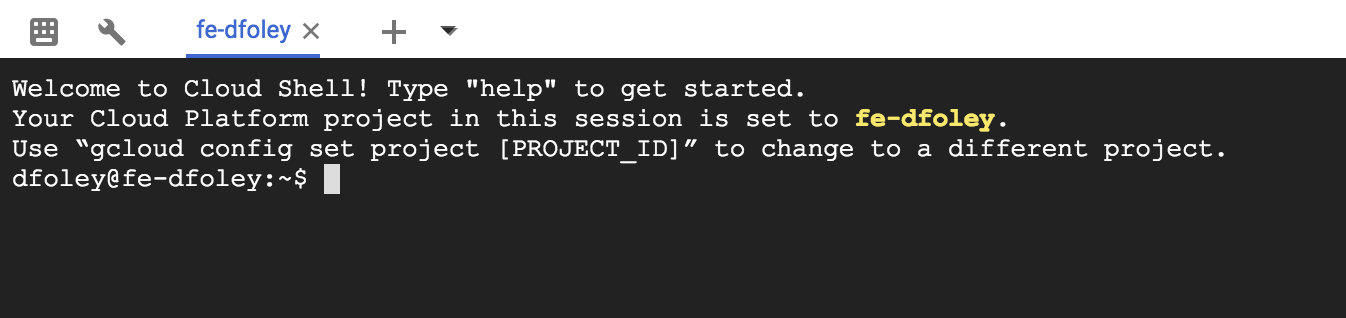 fe-dfoley
Welcome to Cloud Shell! Type "help" to get started.
Your Cloud Platform project in this session is set to fe-dfoley.
Use “gcloud config set project [PROJECT_ID]” to change to a different project.
dfoley@fe-dfoley:~$